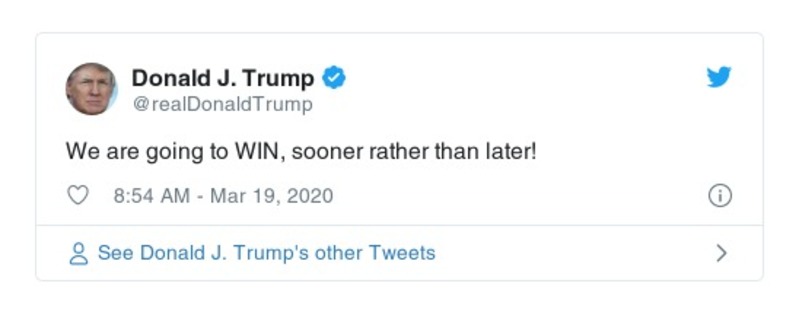 Donald J. Trump
@realDonaldTrump
We are going to WIN, sooner rather than later!
8:54 AM - Mar 19, 2020
See Donald J. Trump's other Tweets